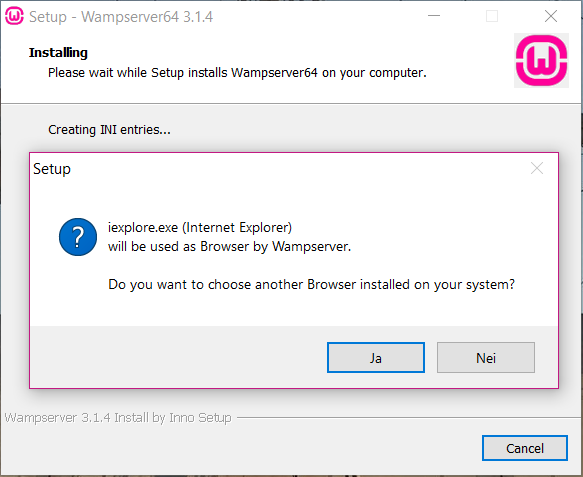 Setup - Wampserver64 3.1.4
Installing
Please wait while Setup installs Wampserver64 on your computer.
Creating INI entries...
Setup
iexplore.exe (Internet Explorer)
will be used as Browser by Wampserver.
Do you want to choose another Browser installed on your system?
Ja
Nei
Wampserver 3.1.4 Install by Inno Setup
Cancel